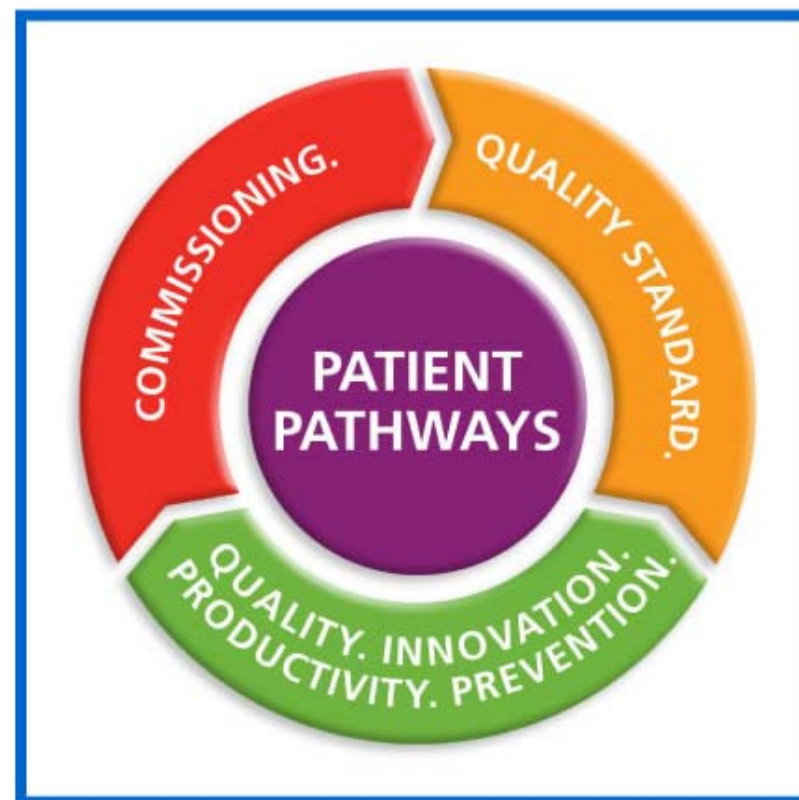 COMMISSIONING.
QUALITY STANDARD.
PATIENT
PATHWAYS
QUALITY. INNOVATION.
PRODUCTIVITY. PREVENTION.